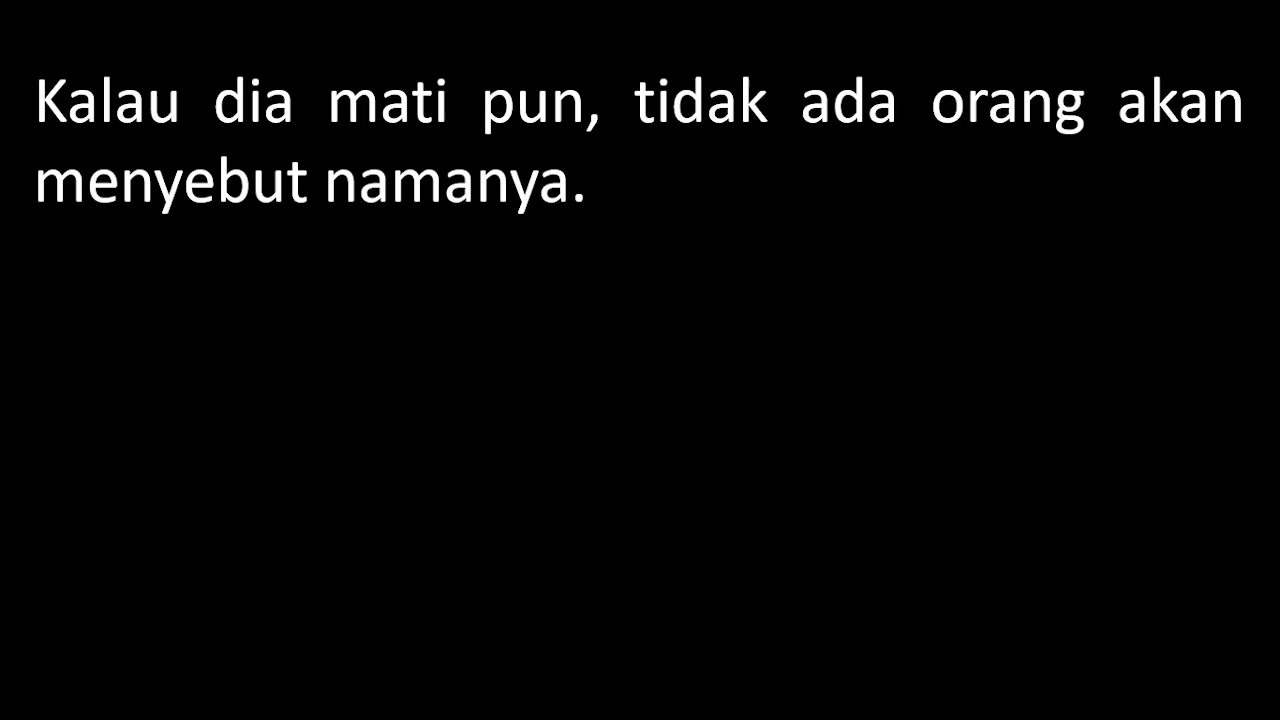 Kalau dia mati pun, tidak ada orang akan
menyebut namanya.